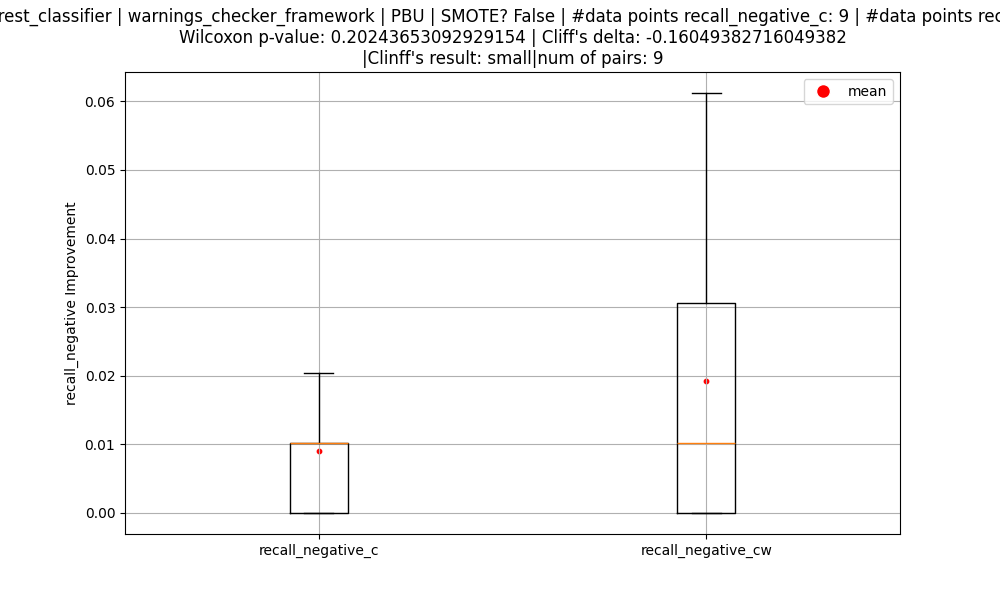 rest_classifier | warnings_checker_framework | PBU | SMOTE? False | #data points recall_negative_c: 9 | #data points rec
Wilcoxon p-value: 0.20243653092929154 | Cliff's delta: -0.16049382716049382
|Clinff's result: small|num of pairs: 9
mean
0.06
0.05
0.04
0.03
0.02
0.01
0.00
recall_negative Improvement
recall_negative_c
recall_negative_cw